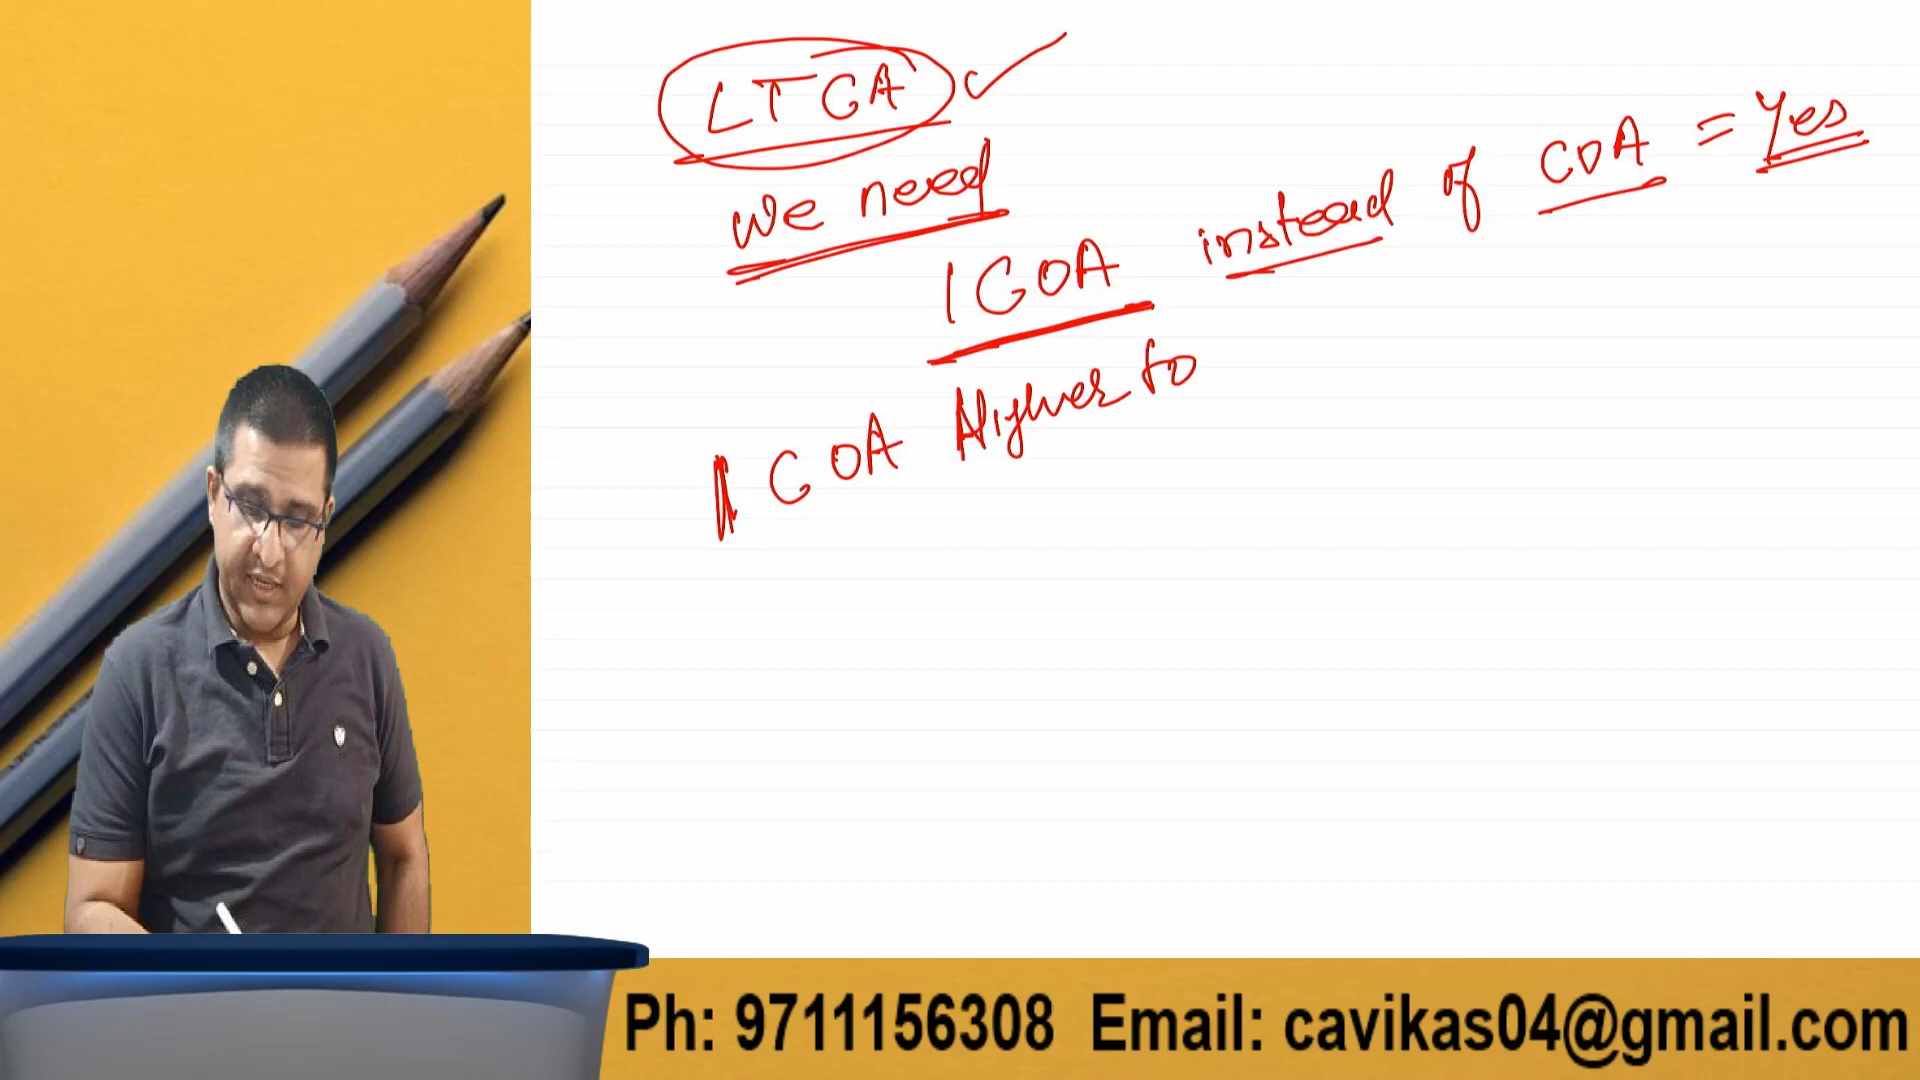 LTCA
we need
ICOA instead of COA = Yes
ICOA Higher to
Ph: 9711156308 Email: cavikas04@gmail.com